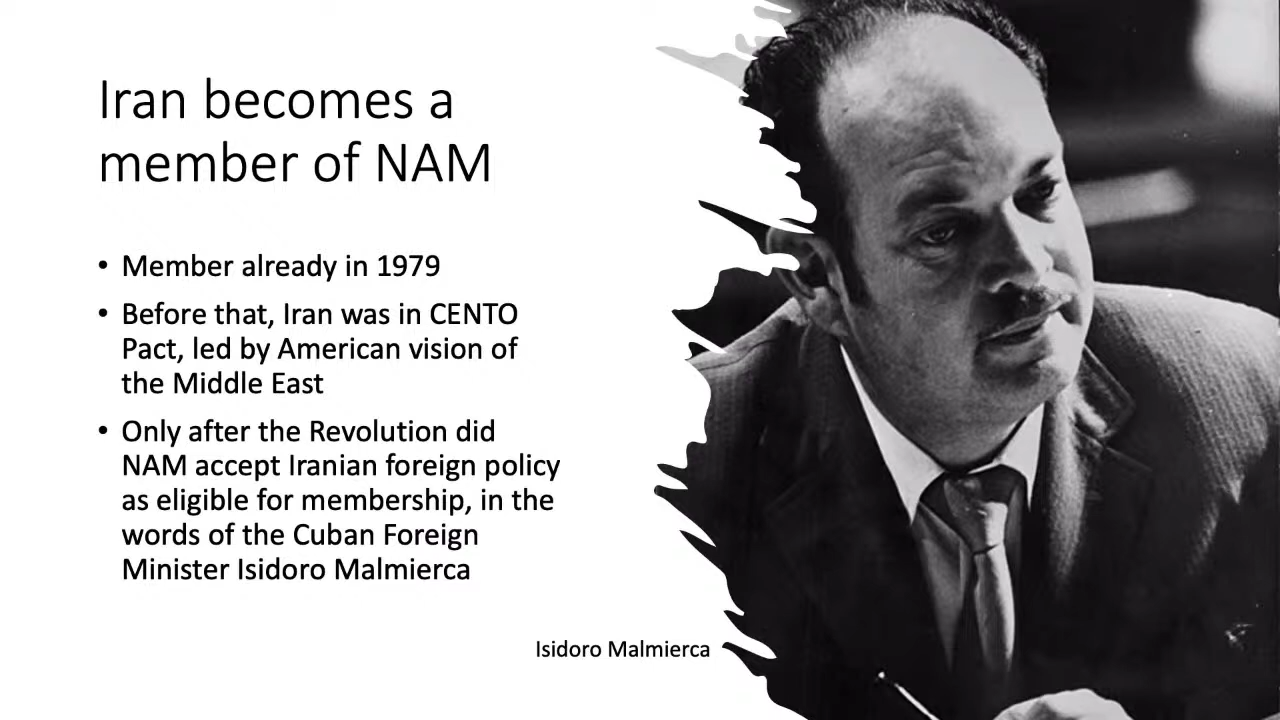 Iran becomes a
member of NAM
• Member already in 1979
• Before that, Iran was in CENTO
Pact, led by American vision of
the Middle East
• Only after the Revolution did
NAM accept Iranian foreign policy
as eligible for membership, in the
words of the Cuban Foreign
Minister Isidoro Malmierca
Isidoro Malmierca